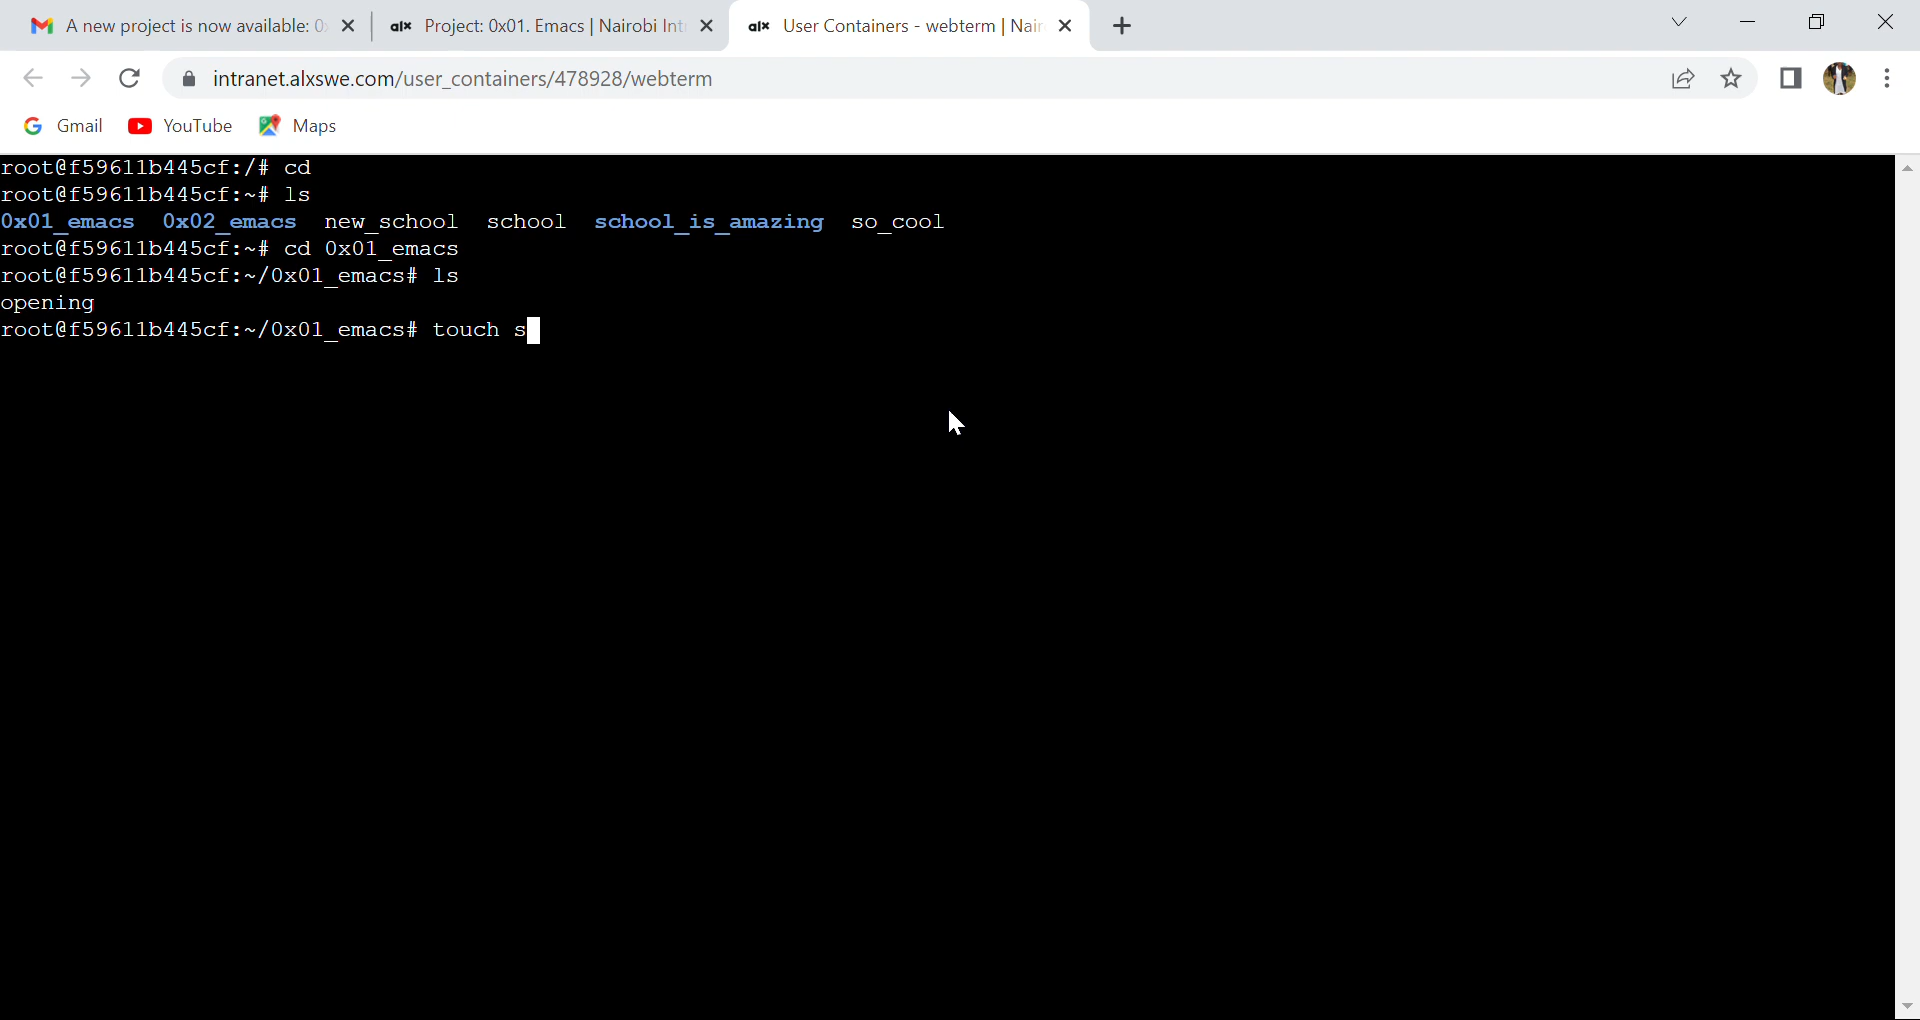 A new project is now available: 0
alx Project: 0x01. Emacs | Nairobi Int
alx User Containers - webterm | Nair
intranet.alxswe.com/user_containers/478928/webterm
Gmail YouTube Maps
root@f59611b445cf:/# cd
root@f59611b445cf:~# ls
0x01_emacs 0x02_emacs new_school school school_is_amazing so_cool
root@f59611b445cf:~# cd 0x01_emacs
root@f59611b445cf:~/0x01_emacs# ls
opening
root@f59611b445cf:~/0x01_emacs# touch s